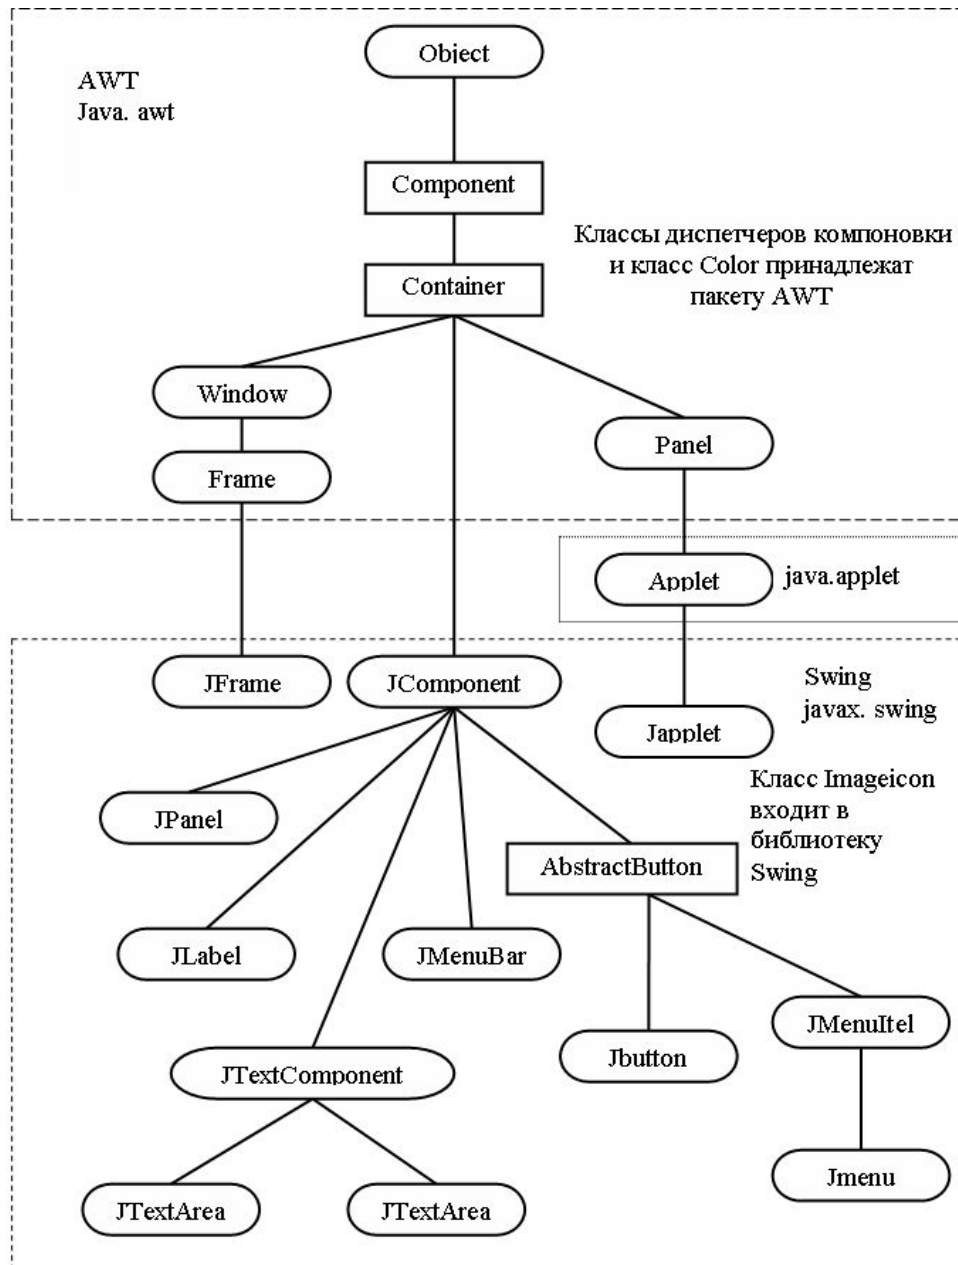 Object
AWT
Java. awt
Component
Классы диспетчеров компоновки
и класс Color принадлежат
пакету AWT
Container
Window
Panel
Frame
Applet
java.applet
JFrame
JComponent
Swing
javax. swing
Japplet
Класс Imageicon
входит в
библиотеку
Swing
JPanel
AbstractButton
JLabel
JMenuBar
JMenuItel
Jbutton
JTextComponent
Jmenu
JTextArea
JTextArea